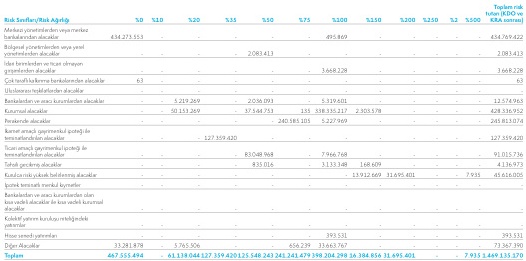 Toplam risk
tutarı (KDO ve
Risk Sınıfları/Risk Ağırlığı %0 %10 %20 %35 %50 %75 %100 %150 %200 %250 %2 %500 KRA sonrası)
Merkezi yönetimlerden veya merkez
bankalarından alacaklar 434.273.553 - - - - - 495.869 - - - - - 434.769.422
Bölgesel yönetimlerden veya yerel
yönetimlerden alacaklar - - - - 2.083.413 - - - - - - - 2.083.413
İdari birimlerden ve ticari olmayan
girişimlerden alacaklar - - - - - - 3.668.228 - - - - - 3.668.228
Çok taraflı kalkınma bankalarından alacaklar 63 - - - - - - - - - - - 63
Uluslararası teşkilatlardan alacaklar - - - - - - - - - - - - -
Bankalardan ve aracı kurumlardan alacaklar - - 5.219.269 - 2.036.093 - 5.319.601 - - - - - 12.574.963
Kurumsal alacaklar - - 50.153.269 - 37.544.753 135 338.335.217 2.303.578 - - - - 428.336.952
Perakende alacaklar - - - - - 240.585.105 5.227.969 - - - - - 245.813.074
İkamet amaçlı gayrimenkul ipoteği ile
teminatlandırılan alacaklar - - - 127.359.420 - - - - - - - - 127.359.420
Ticari amaçlı gayrimenkul ipoteği ile
teminatlandırılan alacaklar - - - - 83.048.968 - 7.966.768 - - - - - 91.015.736
Tahsili gecikmiş alacaklar - - - - 835.016 - 3.133.348 168.609 - - - - 4.136.973
Kurulca riski yüksek belirlenmiş alacaklar - - - - - - - 13.912.669 31.695.401 - - 7.935 45.616.005
İpotek teminatlı menkul kıymetler - - - - - - - - - - - - -
Bankalardan ve aracı kurumlardan olan
kısa vadeli alacaklar ile kısa vadeli kurumsal
alacaklar - - - - - - - - - - - - -
Kolektif yatırım kuruluşu niteliğindeki
yatırımlar - - - - - - - - - - - - -
Hisse senedi yatırımları - - - - - - 393.531 - - - - - 393.531
Diğer Alacaklar 33.281.878 - 5.765.506 - - 656.239 33.663.767 - - - - - 73.367.390
Toplam 467.555.494 - 61.138.044 127.359.420 125.548.243 241.241.479 398.204.298 16.384.856 31.695.401 - - 7.935 1.469.135.170